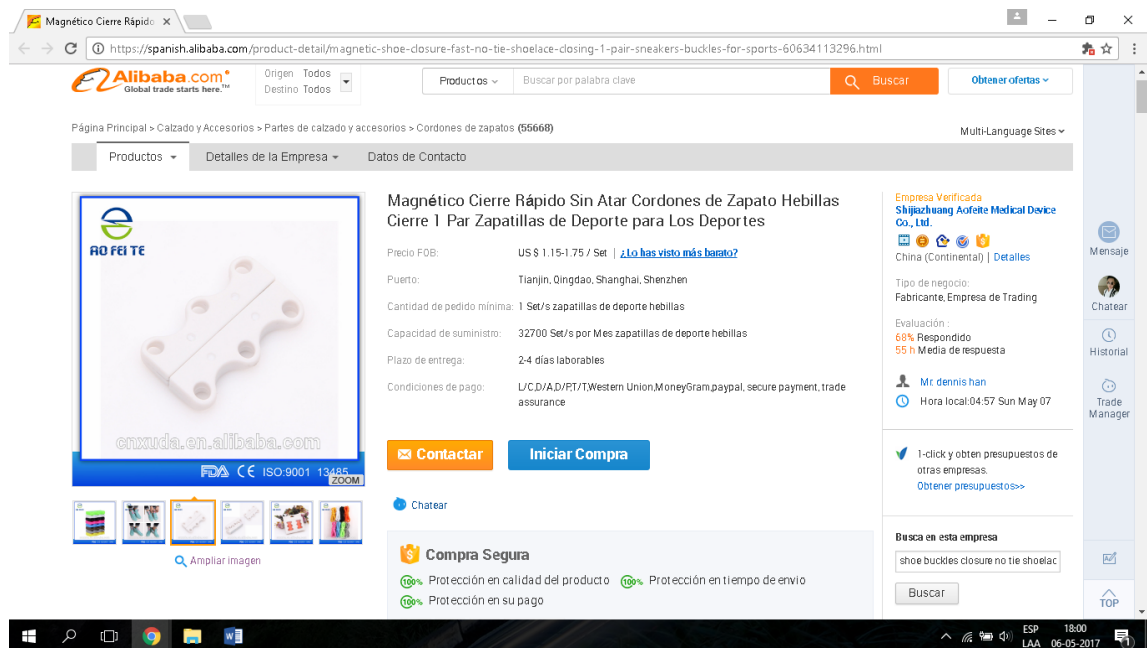 Magnético Cierre Rápido
https://spanish.alibaba.com/product-detail/magnetic-shoe-closure-fast-no-tie-shoelace-closing-1-pair-sneakers-buckles-for-sports-60634113296.html
Alibaba.com
Global trade starts here.™
Origen Todos
Destino Todos
Productos
Buscar por palabra clave
Buscar
Obtener ofertas
Página Principal > Calzado y Accesorios > Partes de calzado y accesorios > Cordones de zapatos (55668)
Multi-Language Sites
Productos
Detalles de la Empresa
Datos de Contacto
AO FEI TE
cnxuda.en.alibaba.com
FDA CE ISO:9001 13485
ZOOM
Ampliar imagen
Magnético Cierre Rápido Sin Atar Cordones de Zapato Hebillas
Cierre 1 Par Zapatillas de Deporte para Los Deportes
Precio FOB: US $ 1.15-1.75 / Set | ¿Lo has visto más barato?
Puerto: Tianjin, Qingdao, Shanghai, Shenzhen
Cantidad de pedido mínima: 1 Set/s zapatillas de deporte hebillas
Capacidad de suministro: 32700 Set/s por Mes zapatillas de deporte hebillas
Plazo de entrega: 2-4 días laborables
Condiciones de pago: L/C,D/A,D/P,T/T,Western Union,MoneyGram,paypal, secure payment, trade
assurance
Contactar
Iniciar Compra
Chatear
Compra Segura
100% Protección en calidad del producto 100% Protección en tiempo de envio
100% Protección en su pago
Empresa Verificada
Shijiazhuang Aofeite Medical Device
Co., Ltd.
China (Continental) | Detalles
Tipo de negocio:
Fabricante, Empresa de Trading
Evaluación :
68% Respondido
55 h Media de respuesta
Mr. dennis han
Hora local:04:57 Sun May 07
1-click y obten presupuestos de
otras empresas.
Obtener presupuestos>>
Busca en esta empresa
shoe buckles closure no tie shoelac
Buscar
Mensaje
Chatear
Historial
Trade
Manager
TOP
ESP
LAA
18:00
06-05-2017
1